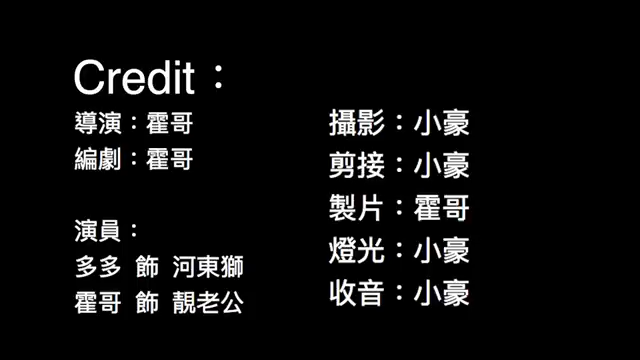 Credit：
導演：霍哥
編劇：霍哥
演員：
多多 飾 河東獅
霍哥 飾 靚老公
攝影：小豪
剪接：小豪
製片：霍哥
燈光：小豪
收音：小豪